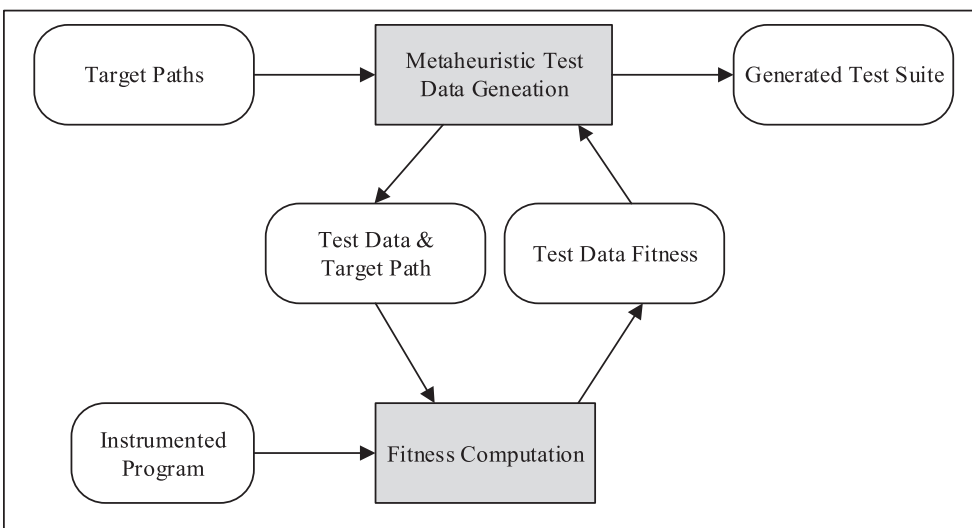 Target Paths
Metaheuristic Test
Data Geneation
Generated Test Suite
Test Data &
Target Path
Test Data Fitness
Instrumented
Program
Fitness Computation